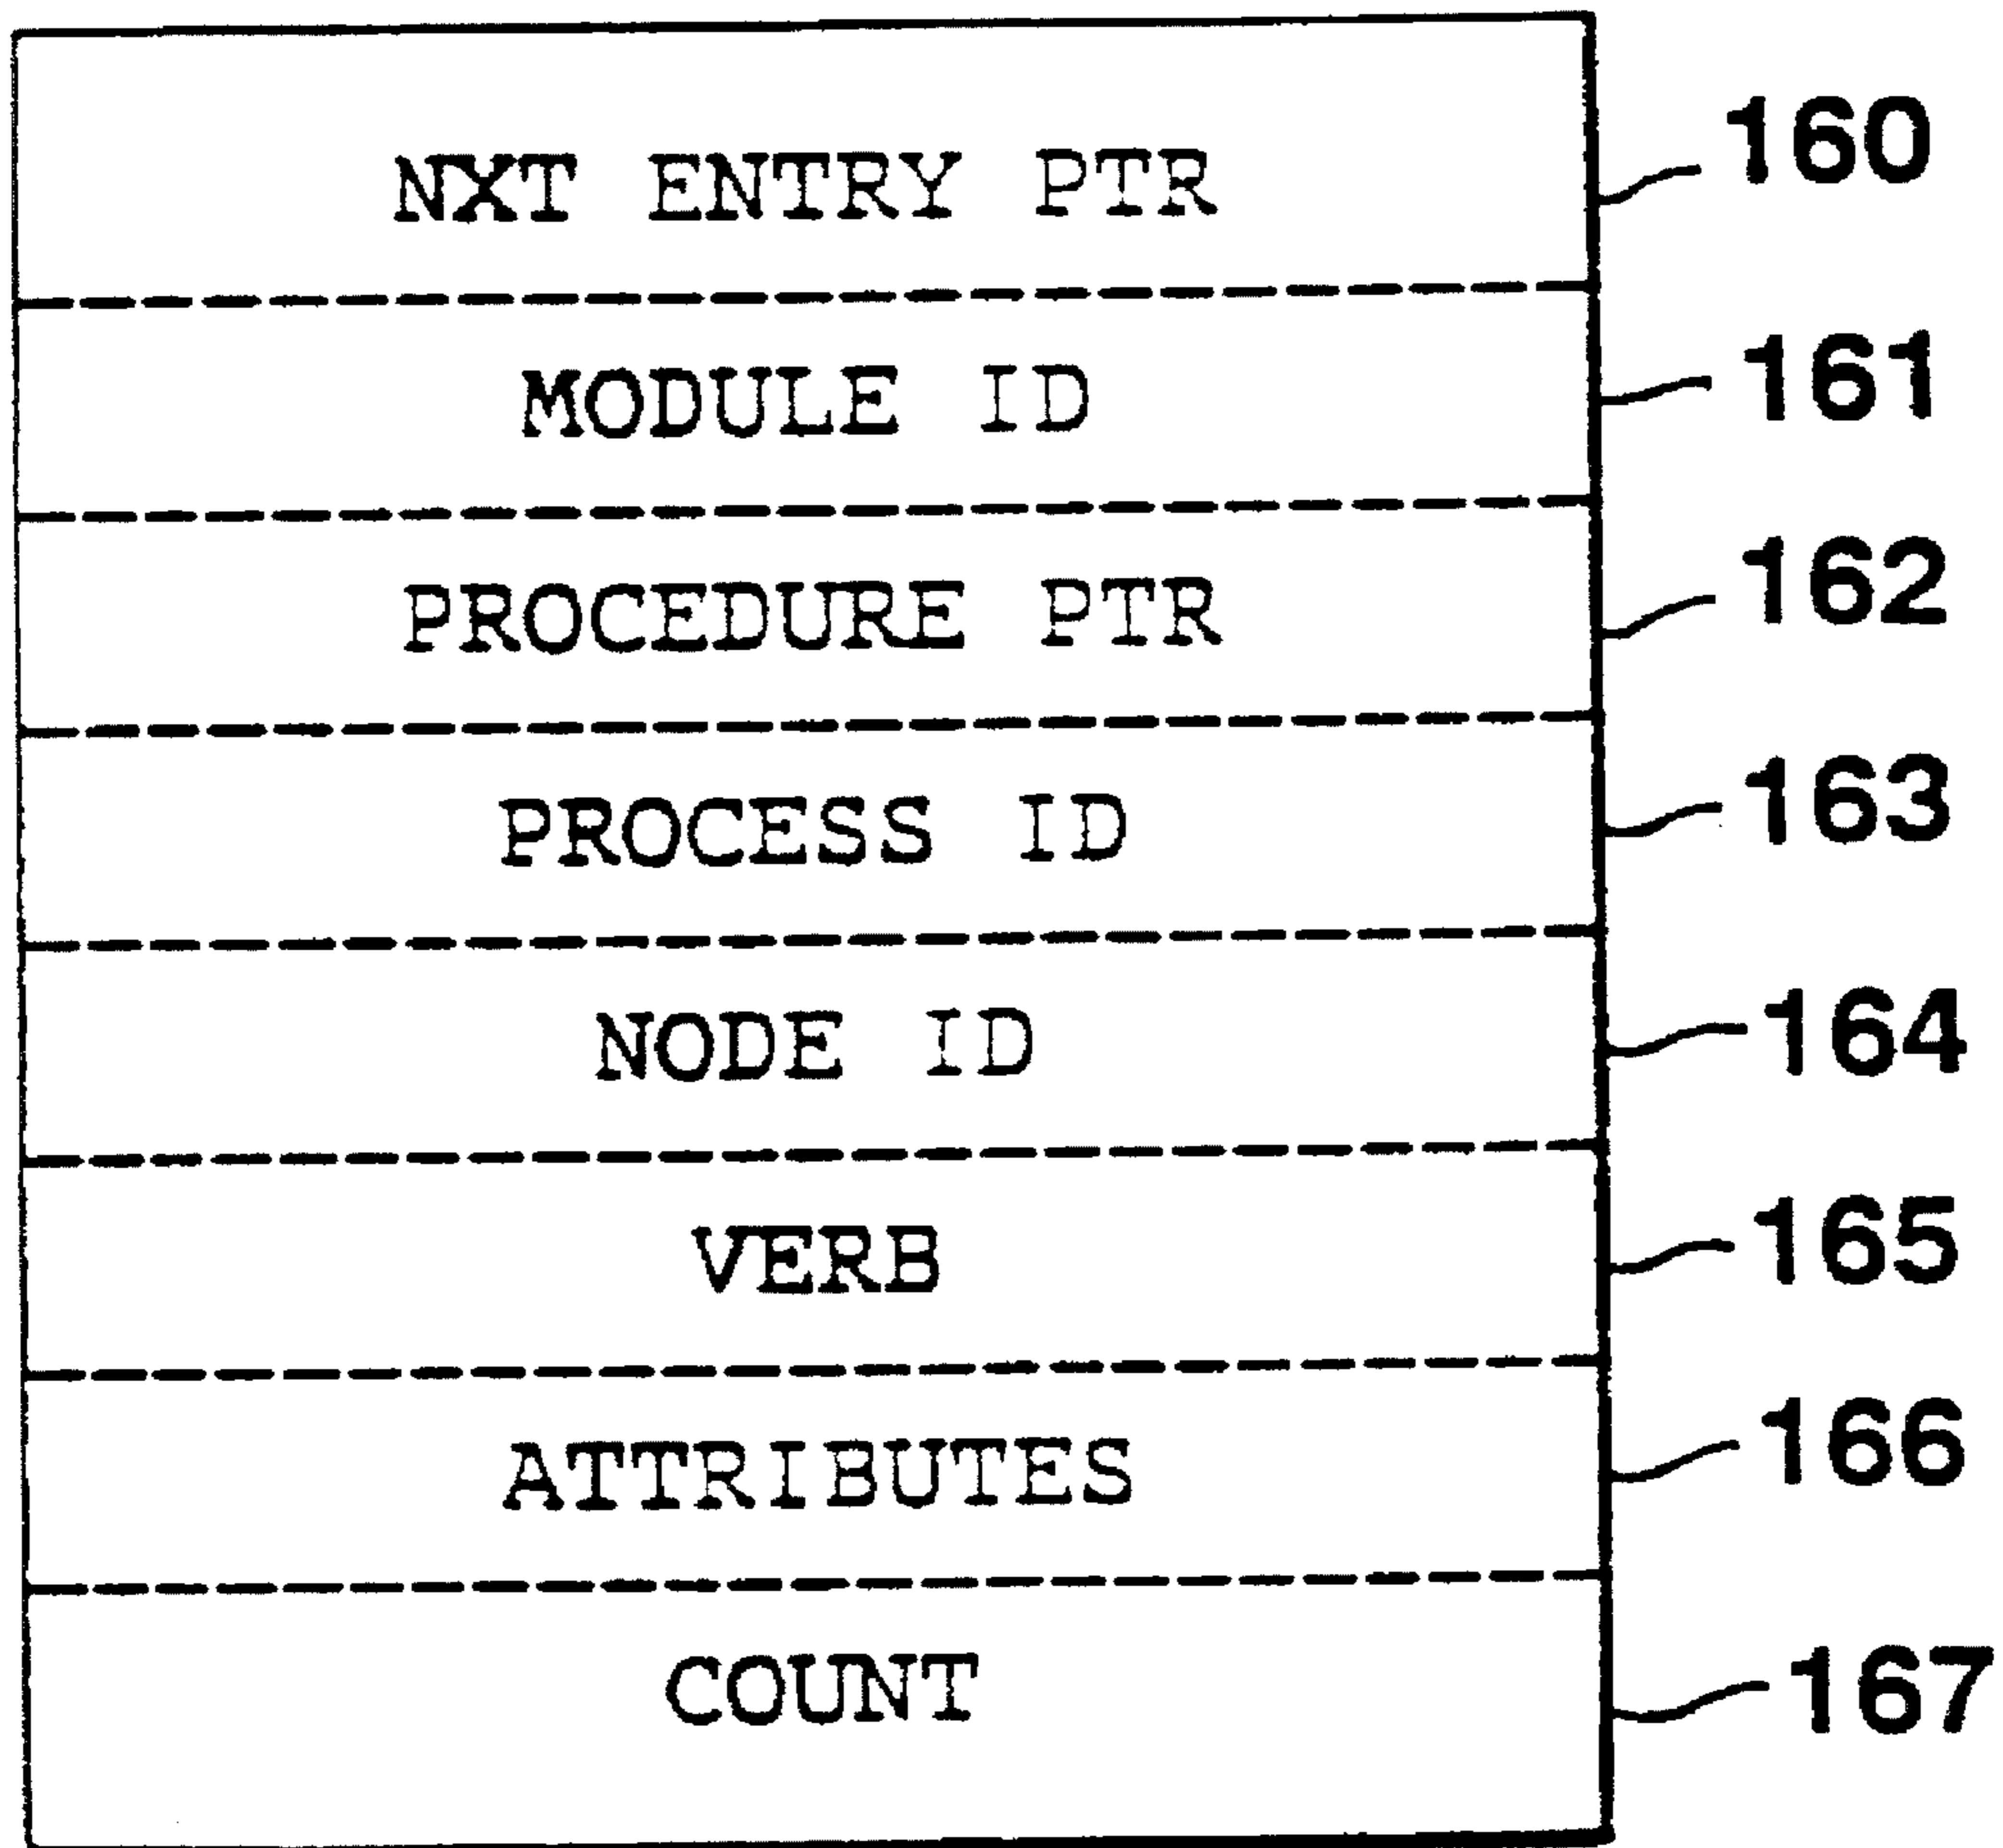 NXT ENTRY PTR 160
MODULE ID 161
PROCEDURE PTR 162
PROCESS ID 163
NODE ID 164
VERB 165
ATTRIBUTES 166
COUNT 167